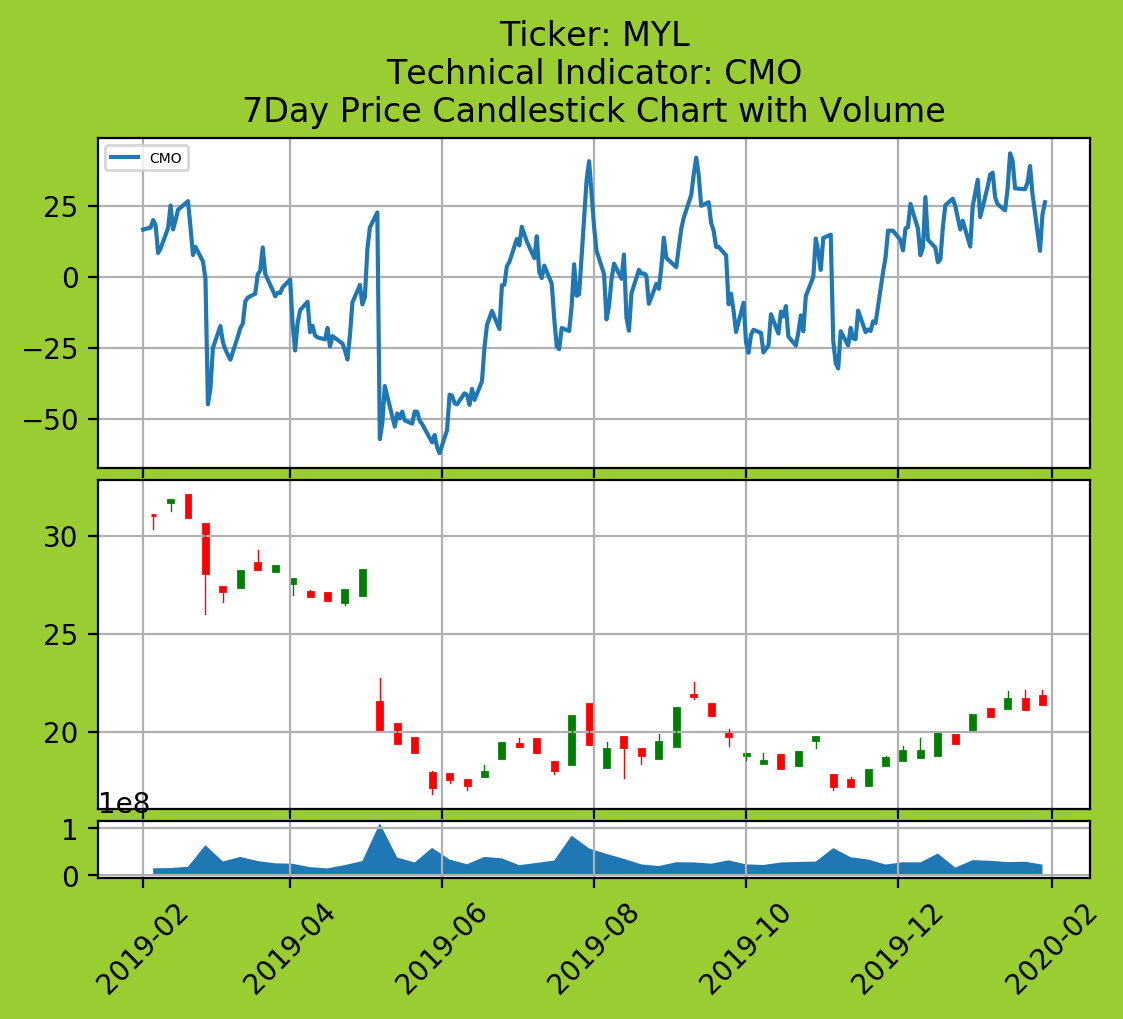 Ticker: MYL
Technical Indicator: CMO
7Day Price Candlestick Chart with Volume
CMO
25
0
−25
−50
30
25
20
1e8
1
0
2019-02 2019-04 2019-06 2019-08 2019-10 2019-12 2020-02